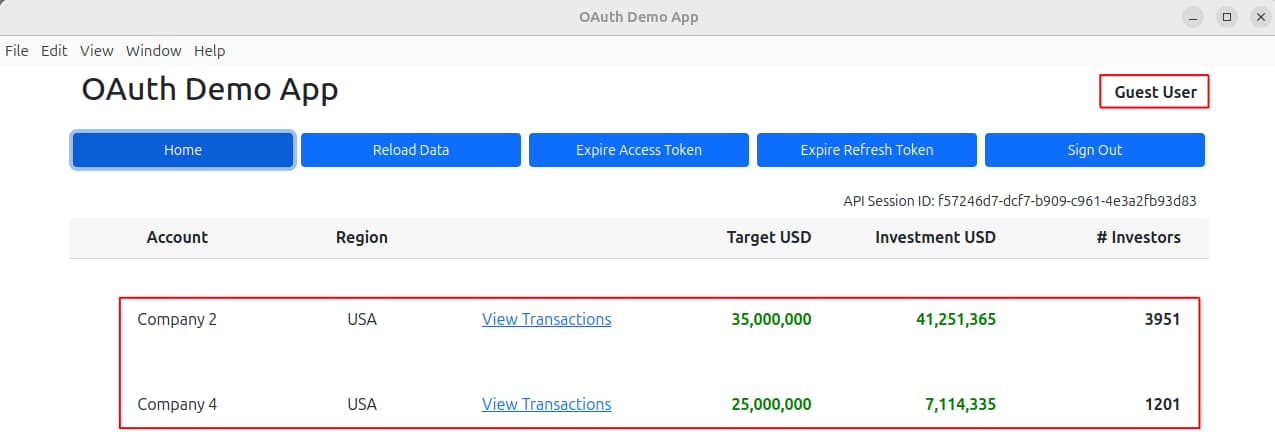 OAuth Demo App
File Edit View Window Help
OAuth Demo App
Guest User
Home Reload Data Expire Access Token Expire Refresh Token Sign Out
API Session ID: f57246d7-dcf7-b909-c961-4e3a2fb93d83
Account Region Target USD Investment USD # Investors
Company 2 USA View Transactions 35,000,000 41,251,365 3951
Company 4 USA View Transactions 25,000,000 7,114,335 1201